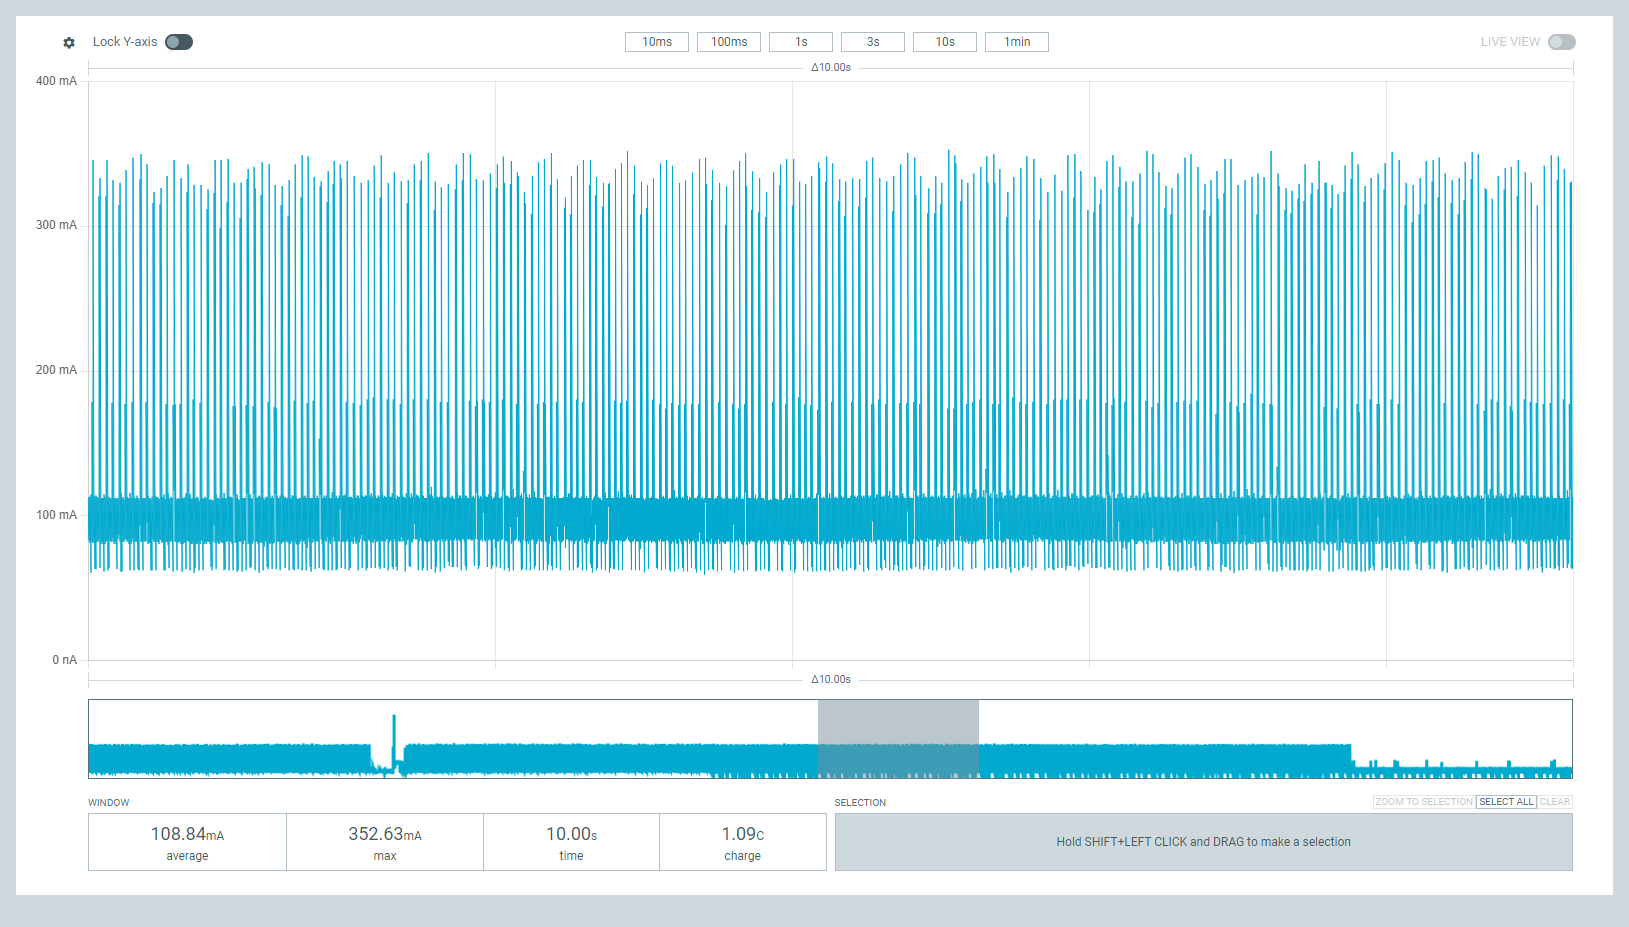 Lock Y-axis 10ms 100ms 1s 3s 10s 1min LIVE VIEW
Δ10.00s
400 mA
300 mA
200 mA
100 mA
0 nA
Δ10.00s
WINDOW SELECTION ZOOM TO SELECTION SELECT ALL CLEAR
108.84mA 352.63mA 10.00s 1.09C
average max time charge
Hold SHIFT+LEFT CLICK and DRAG to make a selection